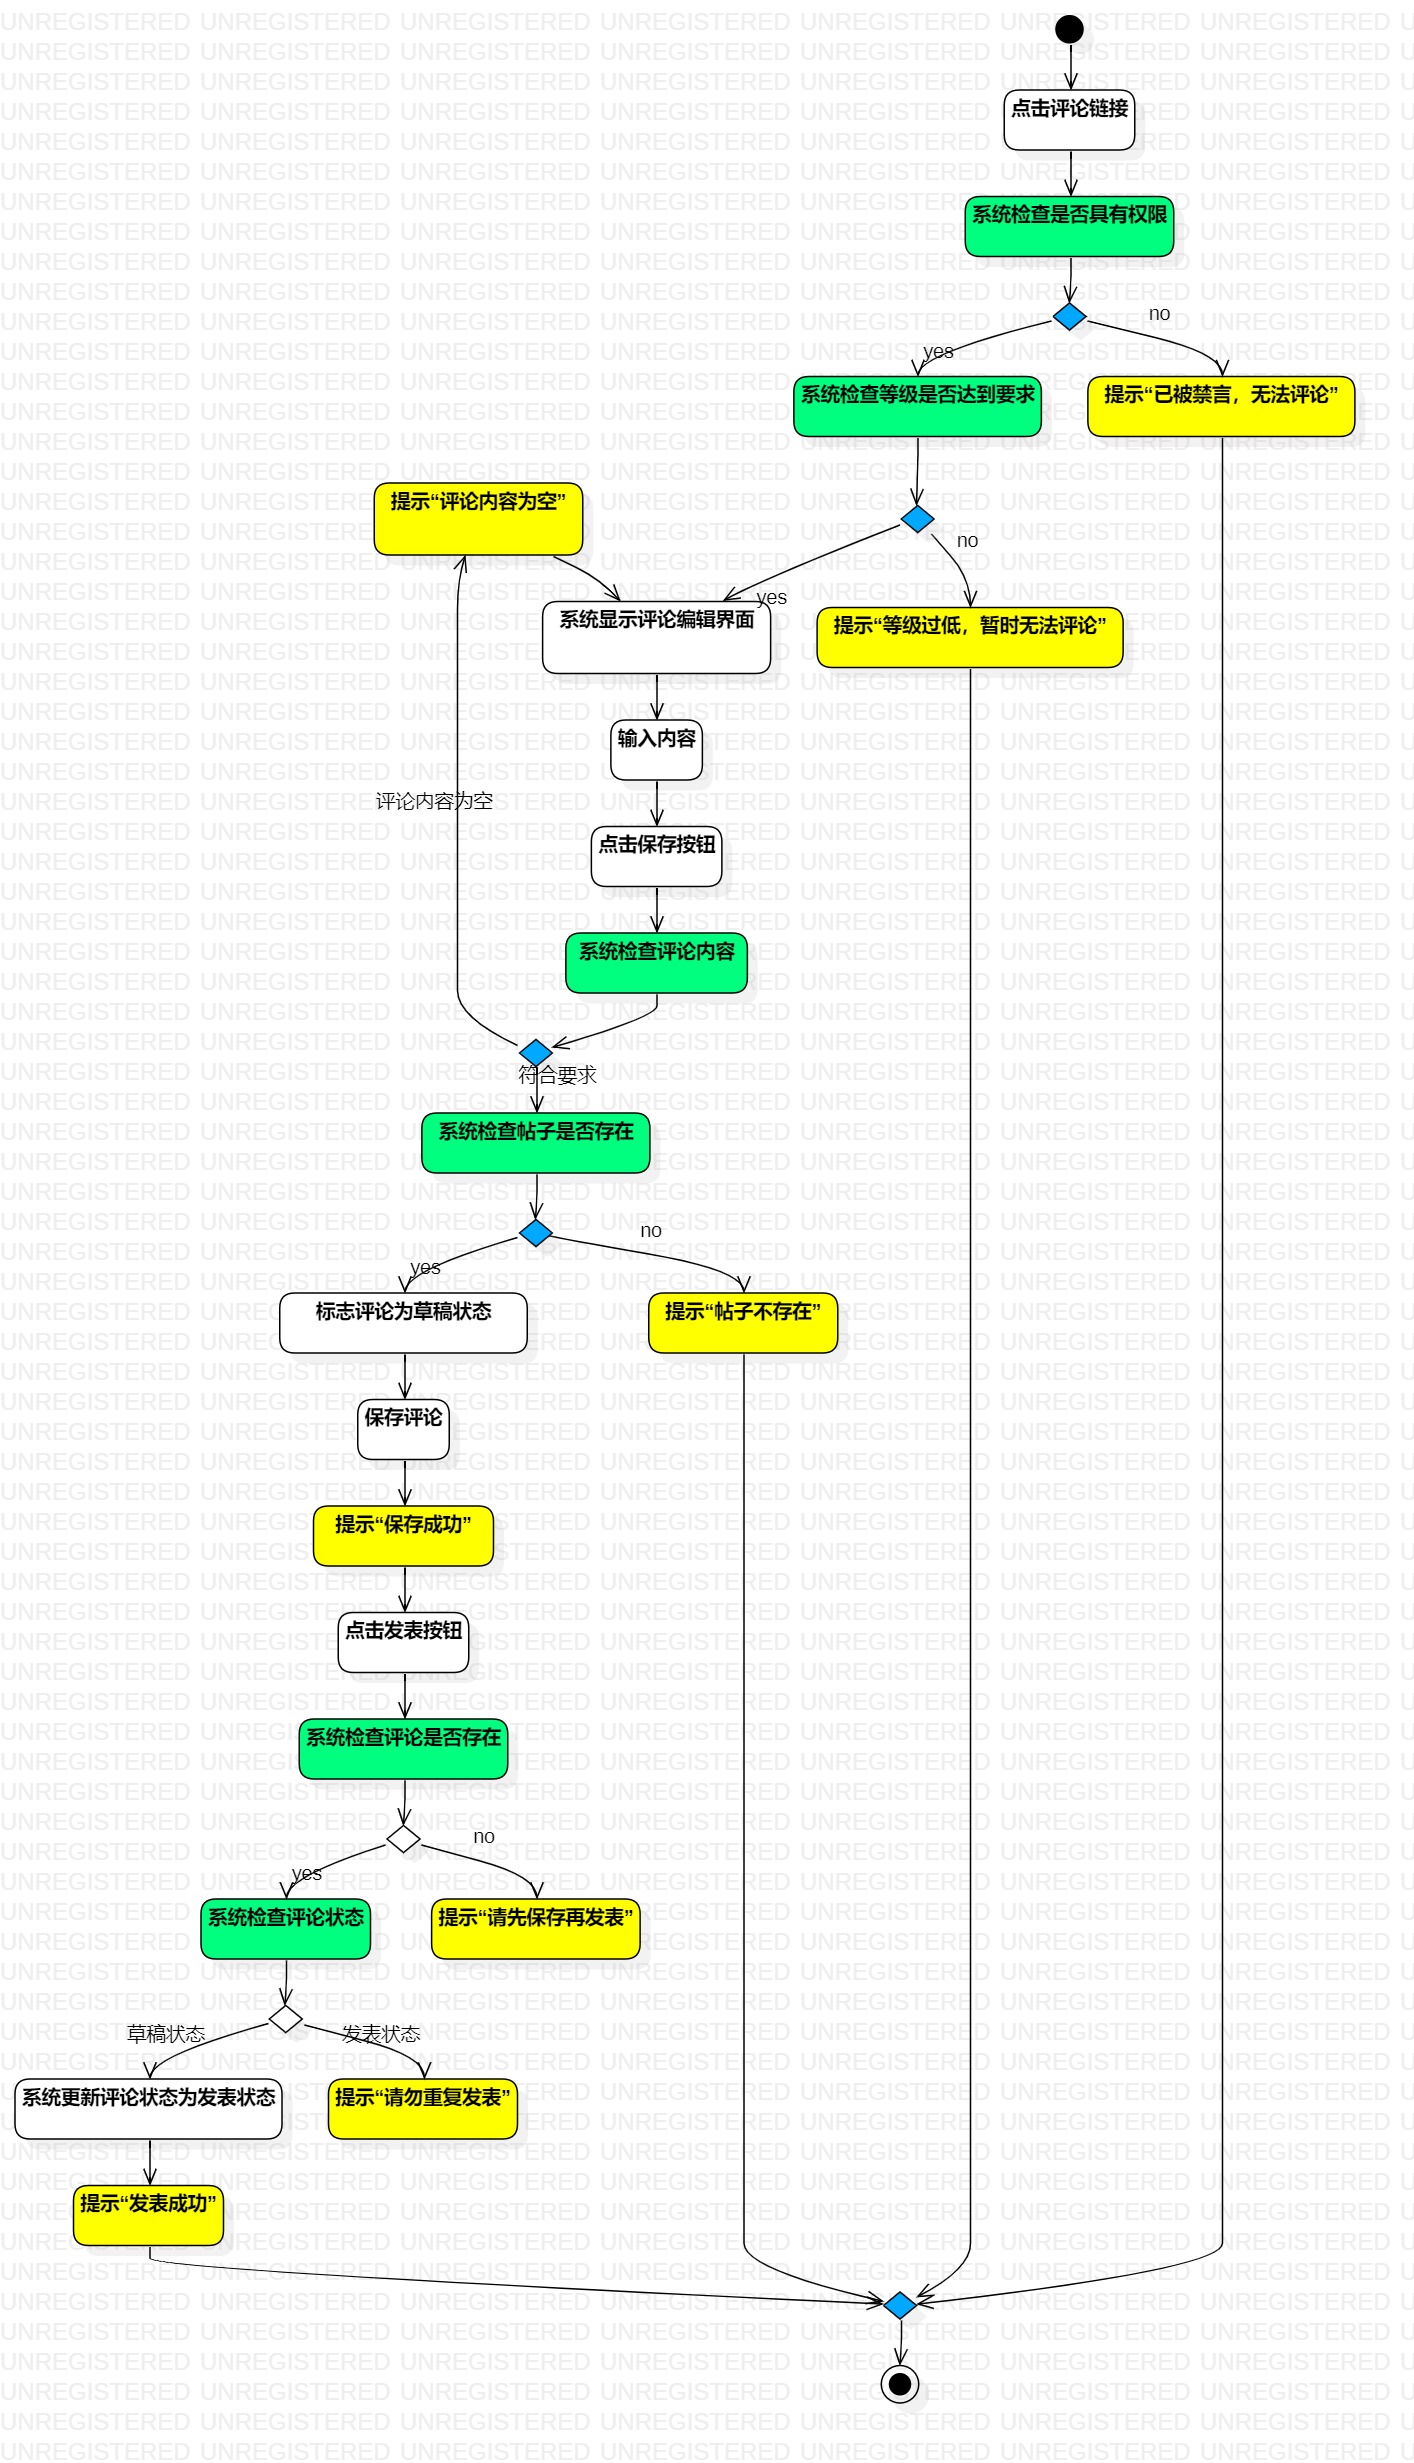 点击评论链接
系统检查是否具有权限
no
yes
系统检查等级是否达到要求
提示“已被禁言，无法评论”
提示“评论内容为空”
no
yes
系统显示评论编辑界面
提示“等级过低，暂时无法评论”
输入内容
评论内容为空
点击保存按钮
系统检查评论内容
符合要求
系统检查帖子是否存在
no
yes
标志评论为草稿状态
提示“帖子不存在”
保存评论
提示“保存成功”
点击发表按钮
系统检查评论是否存在
no
yes
系统检查评论状态
提示“请先保存再发表”
草稿状态
发表状态
系统更新评论状态为发表状态
提示“请勿重复发表”
提示“发表成功”
UNREGISTERED